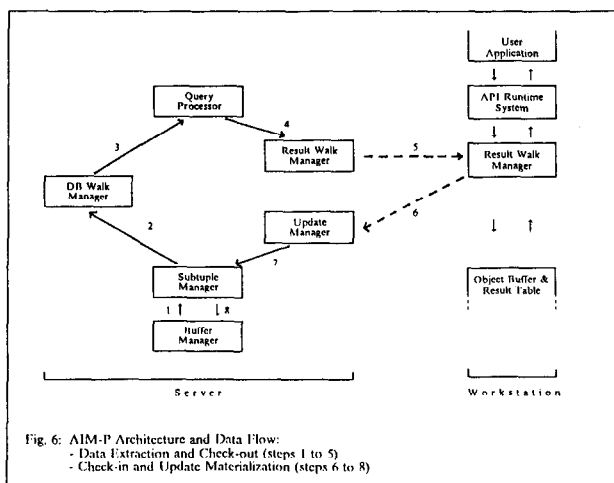 User
Application
↓ ↑
Query
Processor
API Runtime
System
4
↓ ↑
3
Result Walk
Manager
5
Result Walk
Manager
DB Walk
Manager
6
2
Update
Manager
↓ ↑
7
Subtuple
Manager
Object Buffer &
Result Table
1 ↑ ↓ 8
Buffer
Manager
Server
Workstation
Fig. 6: AIM-P Architecture and Data Flow:
- Data Extraction and Check-out (steps 1 to 5)
- Check-in and Update Materialization (steps 6 to 8)